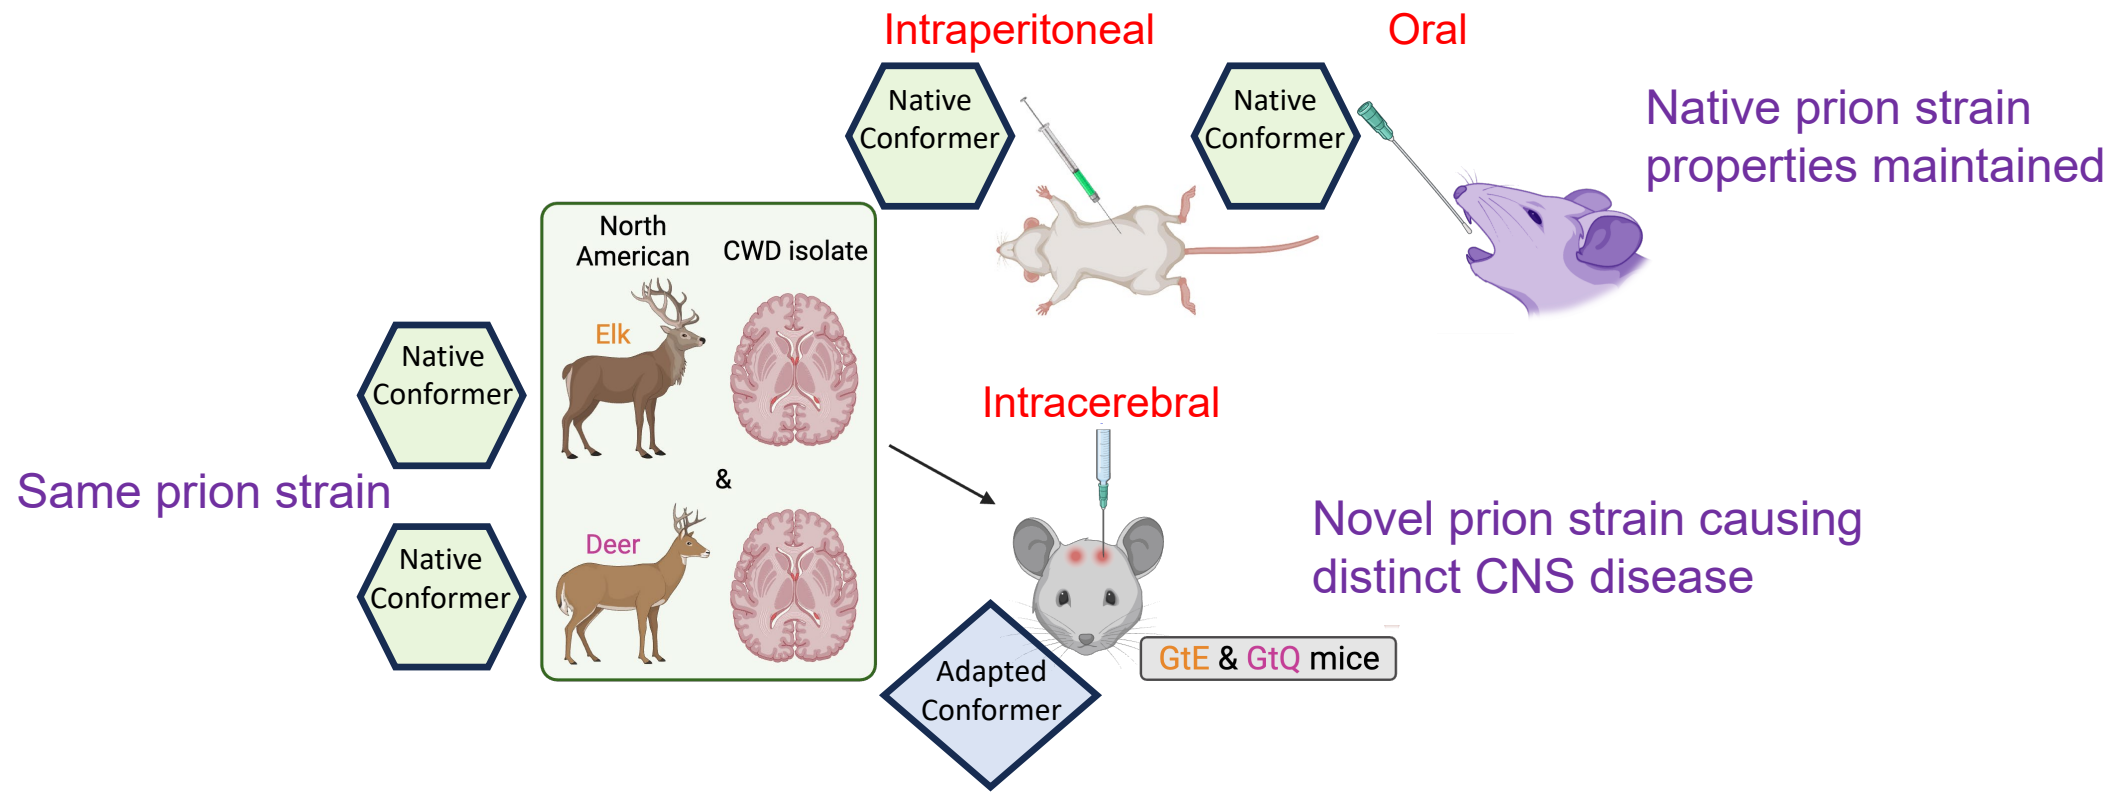 Intraperitoneal
Oral
Native
Conformer
Native
Conformer
Native prion strain
properties maintained
North
American
CWD isolate
Elk
Native
Conformer
Intracerebral
Same prion strain
&
Deer
Native
Conformer
Novel prion strain causing
distinct CNS disease
GtE & GtQ mice
Adapted
Conformer